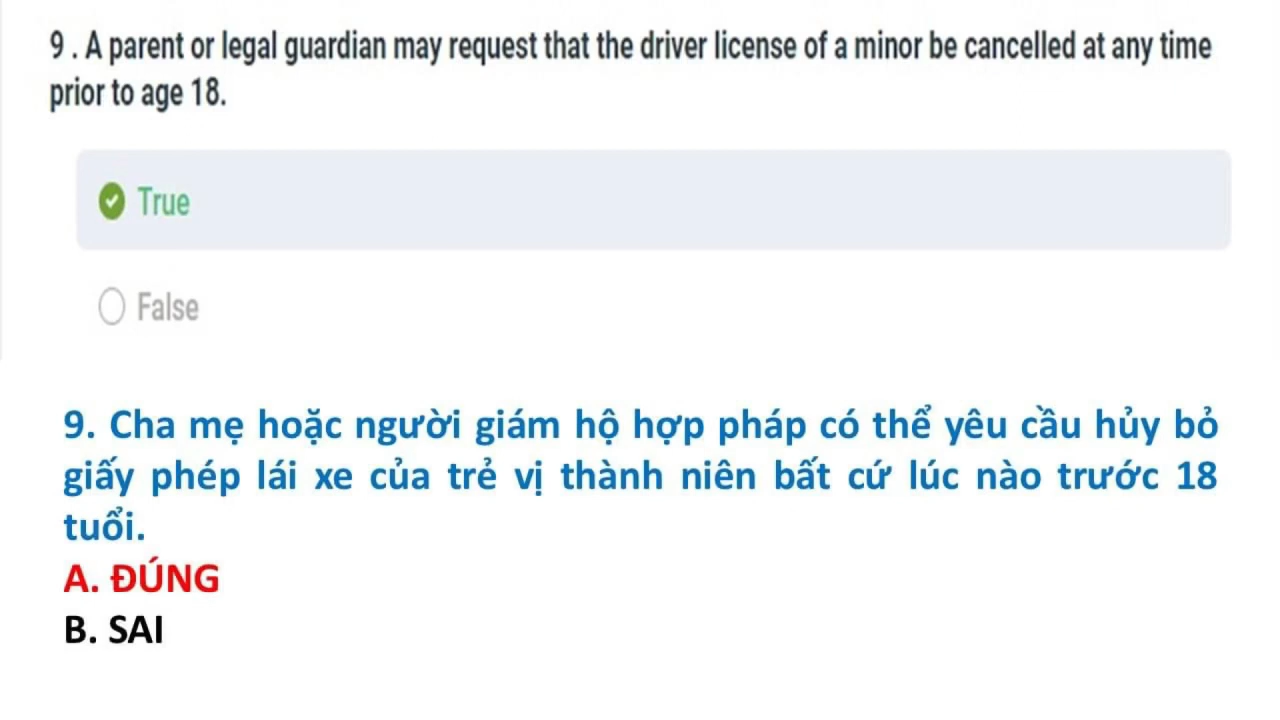 9 . A parent or legal guardian may request that the driver license of a minor be cancelled at any time
prior to age 18.
True
False
9. Cha mẹ hoặc người giám hộ hợp pháp có thể yêu cầu hủy bỏ
giấy phép lái xe của trẻ vị thành niên bất cứ lúc nào trước 18
tuổi.
A. ĐÚNG
B. SAI